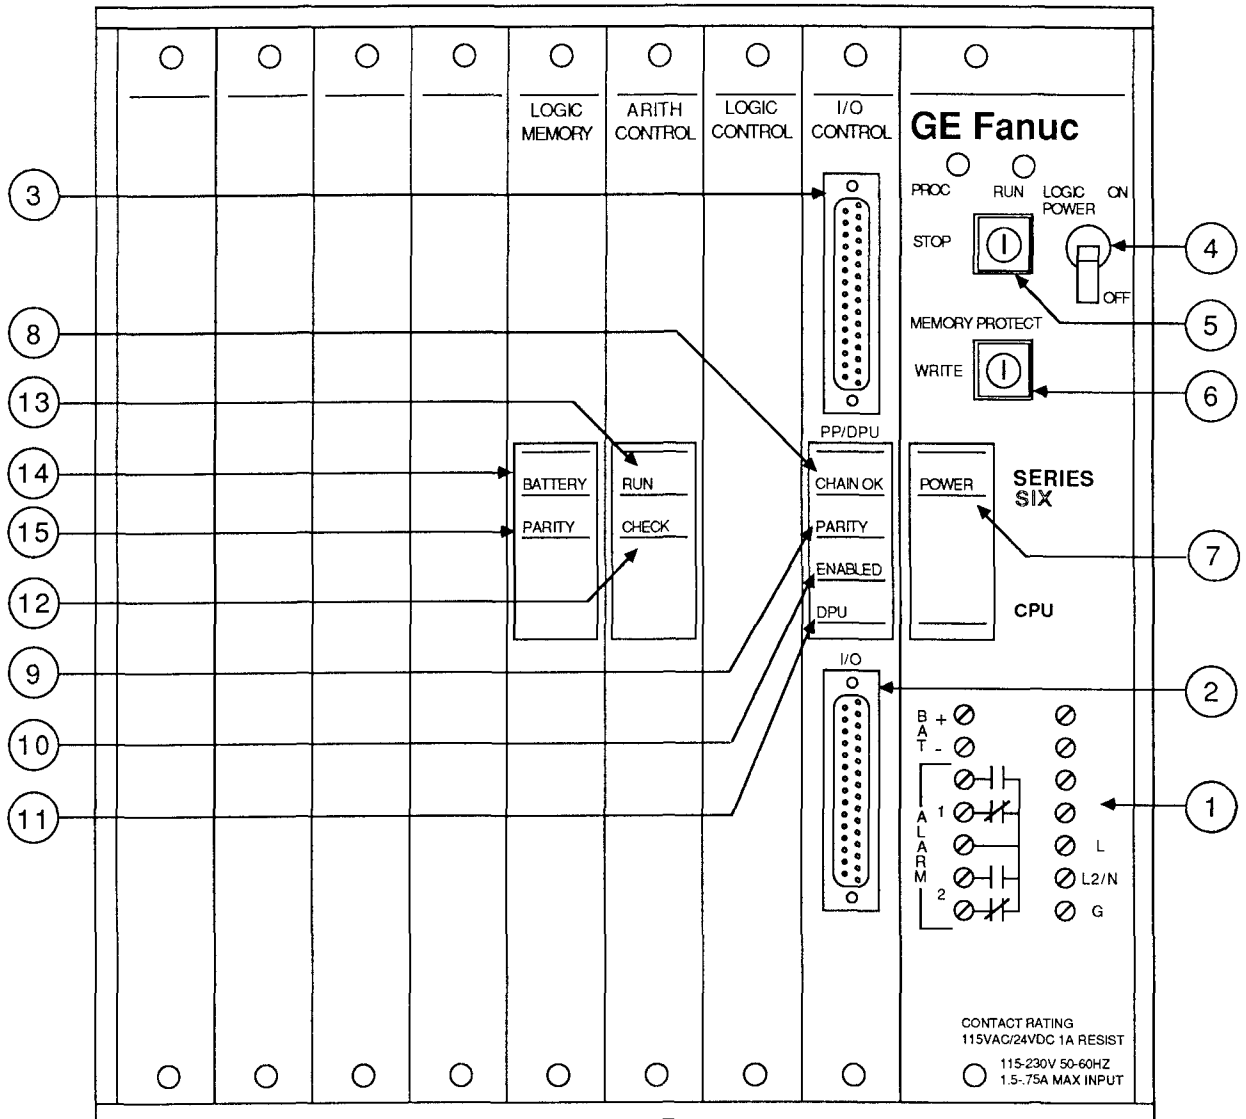 LOGIC MEMORY
ARITH CONTROL
LOGIC CONTROL
I/O CONTROL
GE Fanuc
PROC
RUN
LOGIC POWER
ON
STOP
OFF
MEMORY PROTECT
WRITE
PP/DPU
BATTERY
PARITY
RUN
CHECK
CHAIN OK
PARITY
ENABLED
DPU
POWER
SERIES
SIX
CPU
I/O
BAT
+
-
ALARM
1
2
L
L2/N
G
CONTACT RATING
115VAC/24VDC 1A RESIST
115-230V 50-60HZ
1.5-.75A MAX INPUT
3
8
13
14
15
12
9
10
11
4
5
6
7
2
1